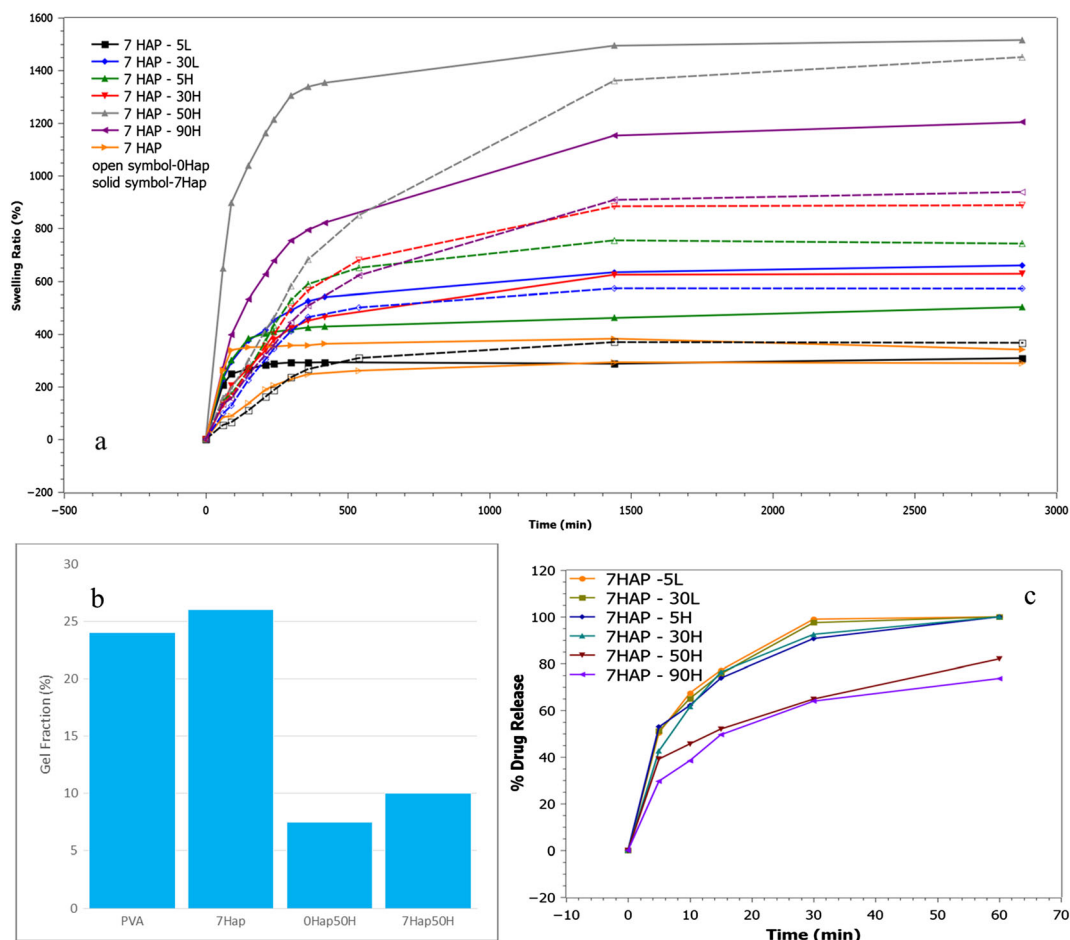 1600
1400
1200
1000
800
600
400
200
0
−200
Swelling Ratio (%)
7 HAP - 5L
7 HAP - 30L
7 HAP - 5H
7 HAP - 30H
7 HAP - 50H
7 HAP - 90H
7 HAP
open symbol-0Hap
solid symbol-7Hap
a
−500 0 500 1000 1500 2000 2500 3000
Time (min)
b
30
25
20
15
10
5
0
Gel Fraction (%)
PVA 7Hap 0Hap50H 7Hap50H
c
120
100
80
60
40
20
0
−20
% Drug Release
7HAP -5L
7HAP - 30L
7HAP - 5H
7HAP - 30H
7HAP - 50H
7HAP - 90H
−10 0 10 20 30 40 50 60 70
Time (min)